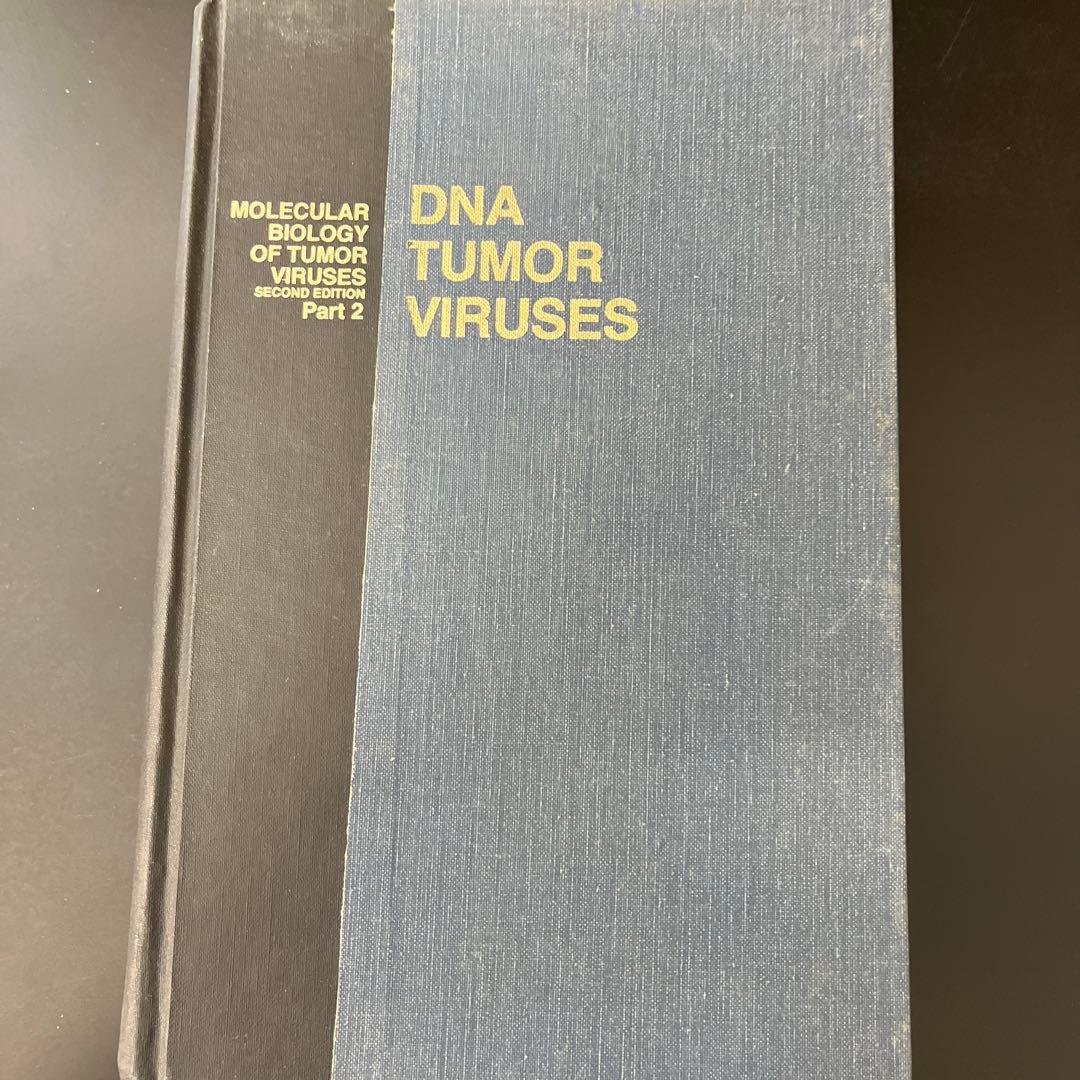 MOLECULAR
BIOLOGY
OF TUMOR
VIRUSES
SECOND EDITION
Part 2
DNA
TUMOR
VIRUSES